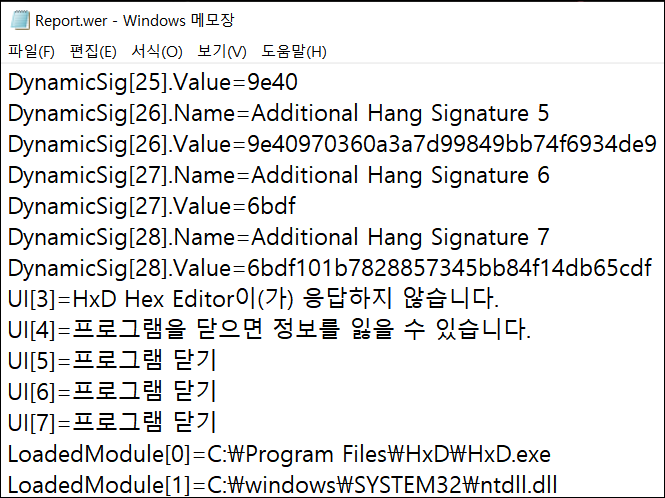 Report.wer - Windows 메모장
파일(F) 편집(E) 서식(O) 보기(V) 도움말(H)
DynamicSig[25].Value=9e40
DynamicSig[26].Name=Additional Hang Signature 5
DynamicSig[26].Value=9e40970360a3a7d99849bb74f6934de9
DynamicSig[27].Name=Additional Hang Signature 6
DynamicSig[27].Value=6bdf
DynamicSig[28].Name=Additional Hang Signature 7
DynamicSig[28].Value=6bdf101b7828857345bb84f14db65cdf
UI[3]=HxD Hex Editor이(가) 응답하지 않습니다.
UI[4]=프로그램을 닫으면 정보를 잃을 수 있습니다.
UI[5]=프로그램 닫기
UI[6]=프로그램 닫기
UI[7]=프로그램 닫기
LoadedModule[0]=C:₩Program Files₩HxD₩HxD.exe
LoadedModule[1]=C:₩windows₩SYSTEM32₩ntdll.dll